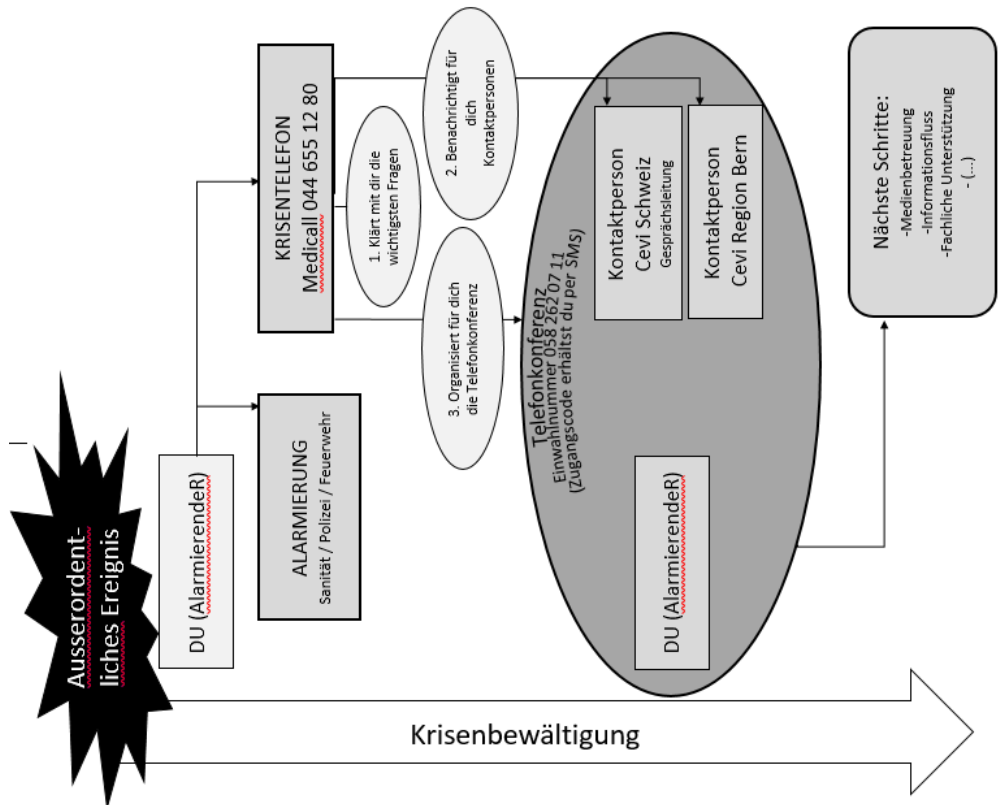 Ausserordent-
liches Ereignis
DU (AlarmierendeR)
ALARMIERUNG
Sanität / Polizei / Feuerwehr
KRISENTELEFON
Medicall 044 655 12 80
1. Klärt mit dir die
wichtigsten Fragen
2. Benachrichtigt für
dich
Kontaktpersonen
3. Organisiert für dich
die Telefonkonferenz
Telefonkonferenz
Einwahlnummer 058 262 07 11
(Zugangscode erhältst du per SMS)
DU (AlarmierendeR)
Kontaktperson
Cevi Schweiz
Gesprächsleitung
Kontaktperson
Cevi Region Bern
Nächste Schritte:
-Medienbetreuung
-Informationsfluss
-Fachliche Unterstützung
- (...)
Krisenbewältigung